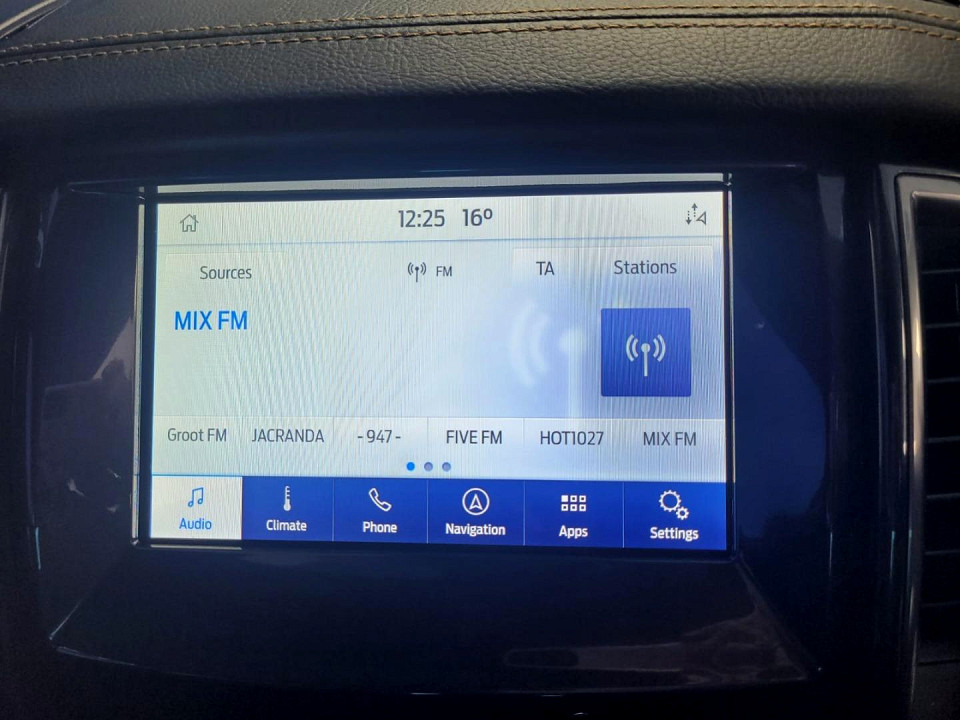 12:25 16º
Sources FM TA Stations
MIX FM
Groot FM JACRANDA -947- FIVE FM HOT1027 MIX FM
Audio Climate Phone Navigation Apps Settings